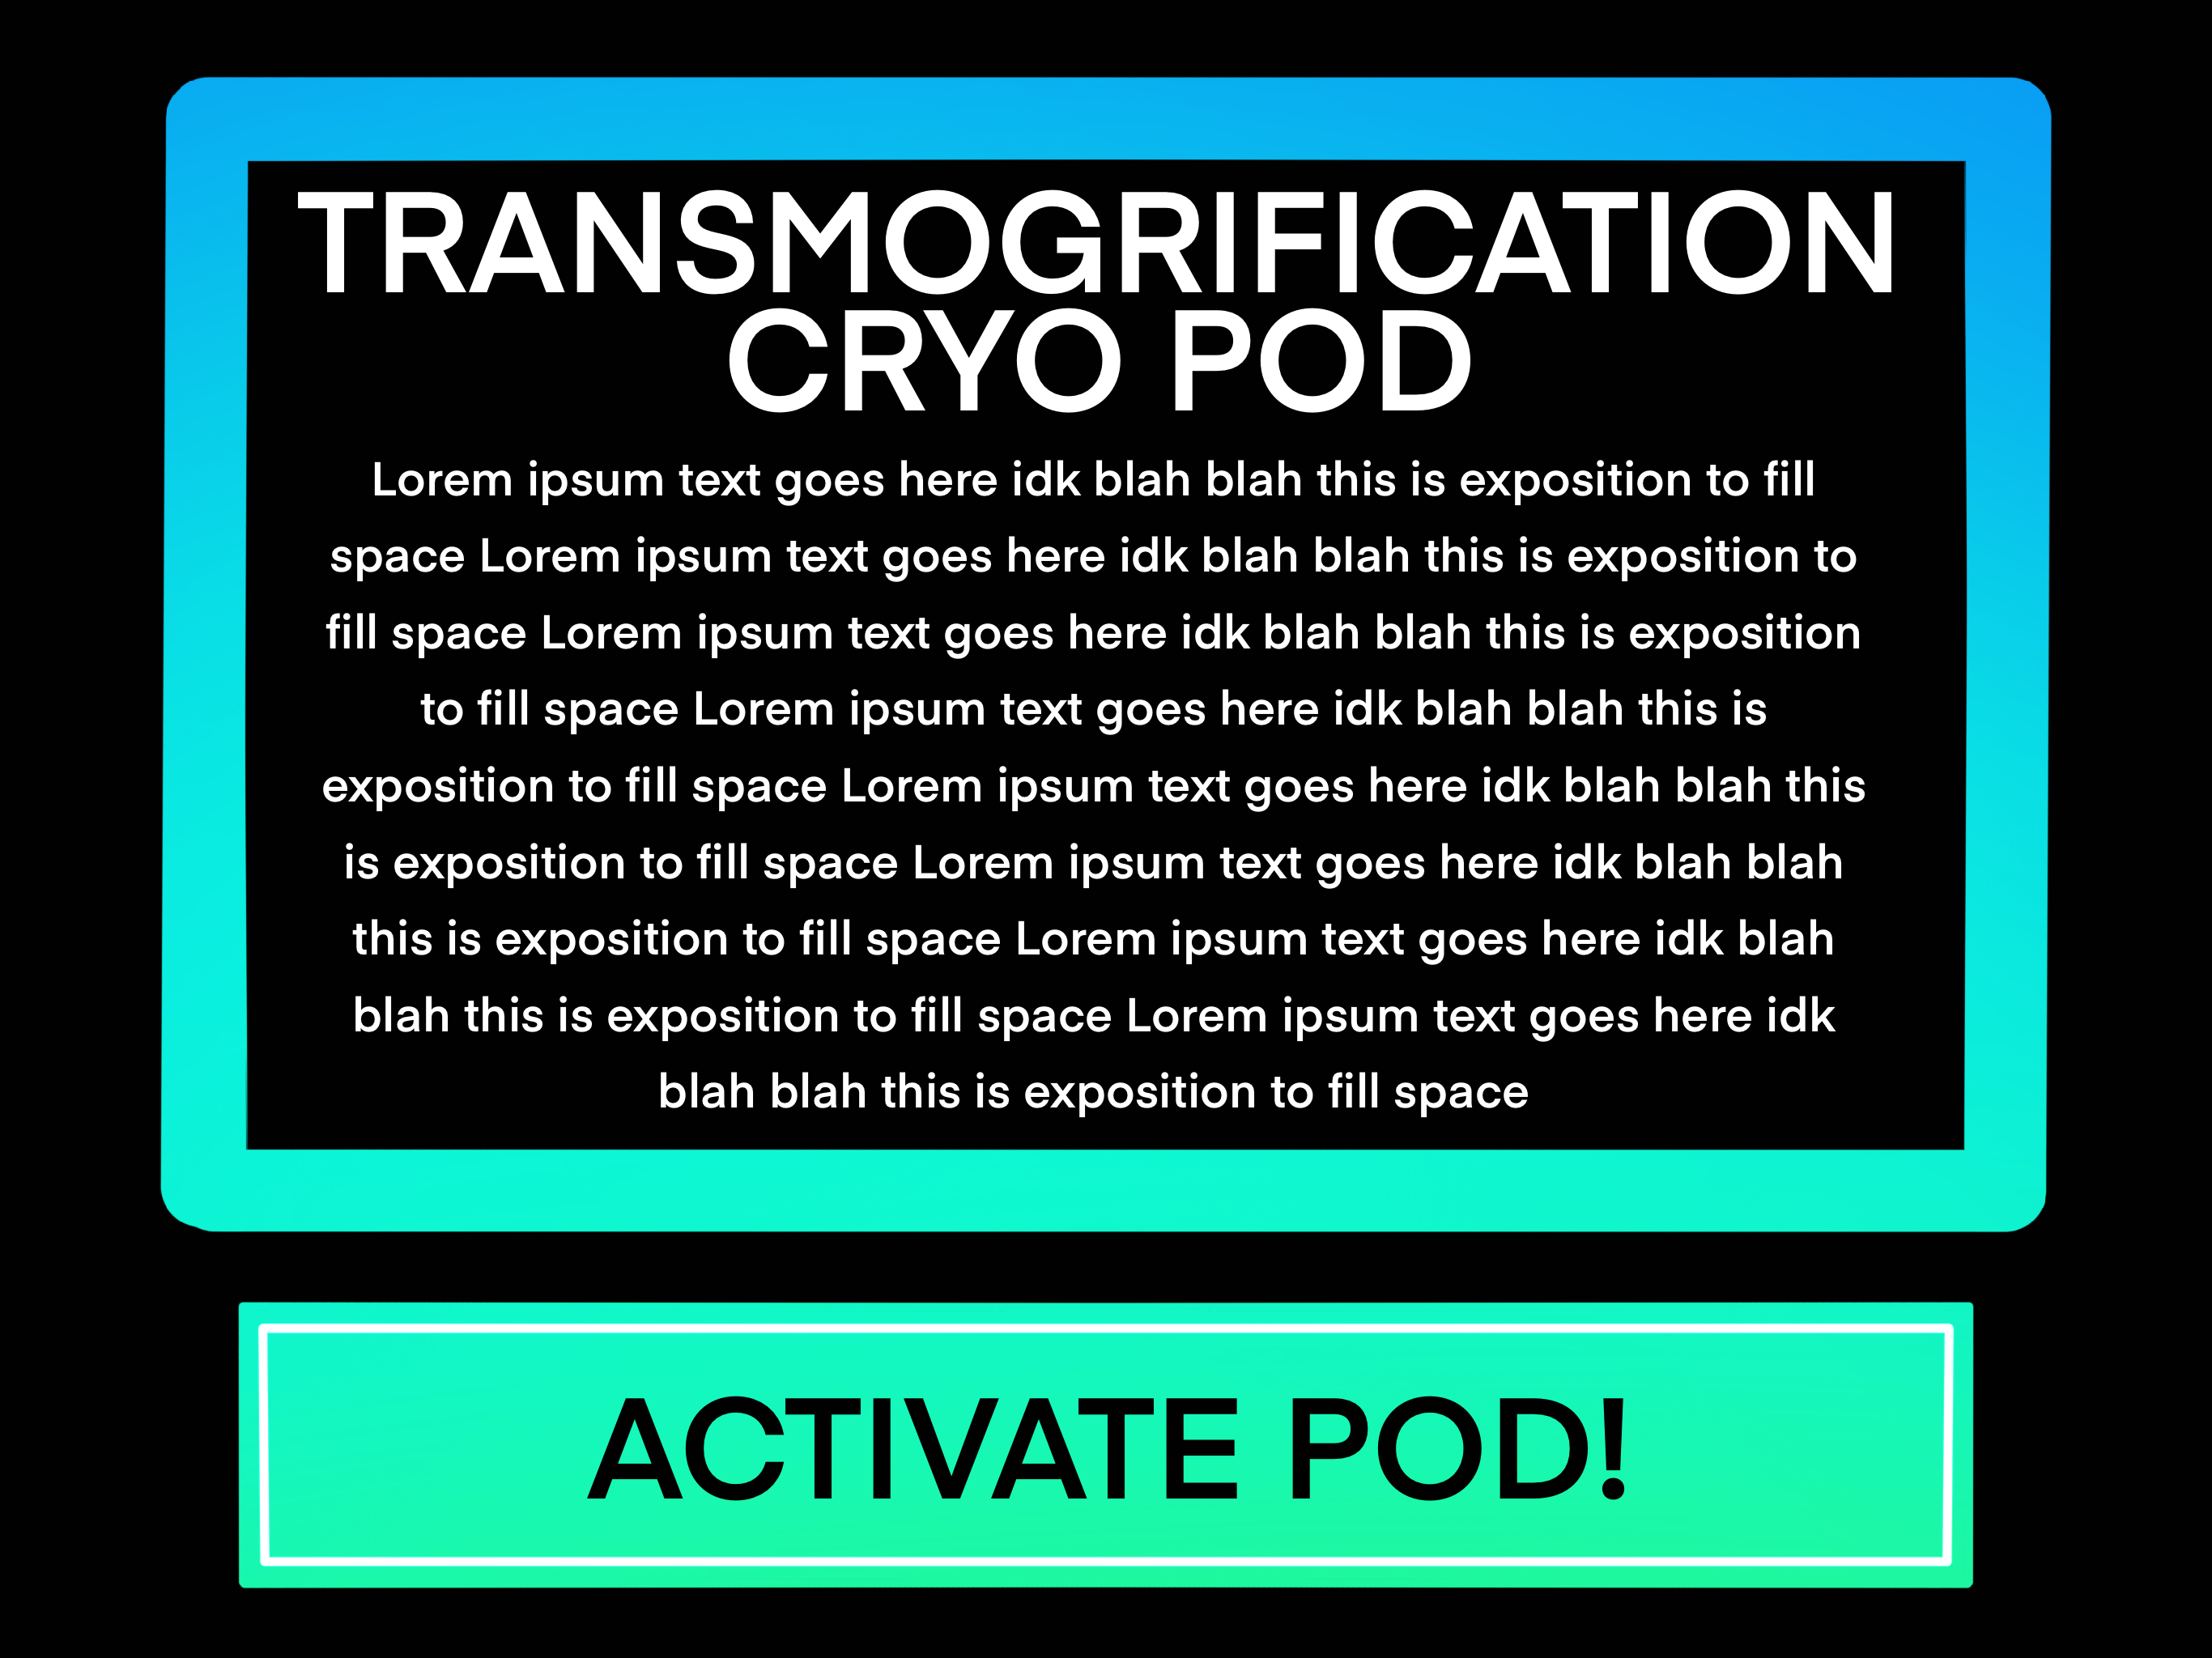 TRANSMOGRIFICATION
CRYO POD
Lorem ipsum text goes here idk blah blah this is exposition to fill
space Lorem ipsum text goes here idk blah blah this is exposition to
fill space Lorem ipsum text goes here idk blah blah this is exposition
to fill space Lorem ipsum text goes here idk blah blah this is
exposition to fill space Lorem ipsum text goes here idk blah blah this
is exposition to fill space Lorem ipsum text goes here idk blah blah
this is exposition to fill space Lorem ipsum text goes here idk blah
blah this is exposition to fill space Lorem ipsum text goes here idk
blah blah this is exposition to fill space
ACTIVATE POD!